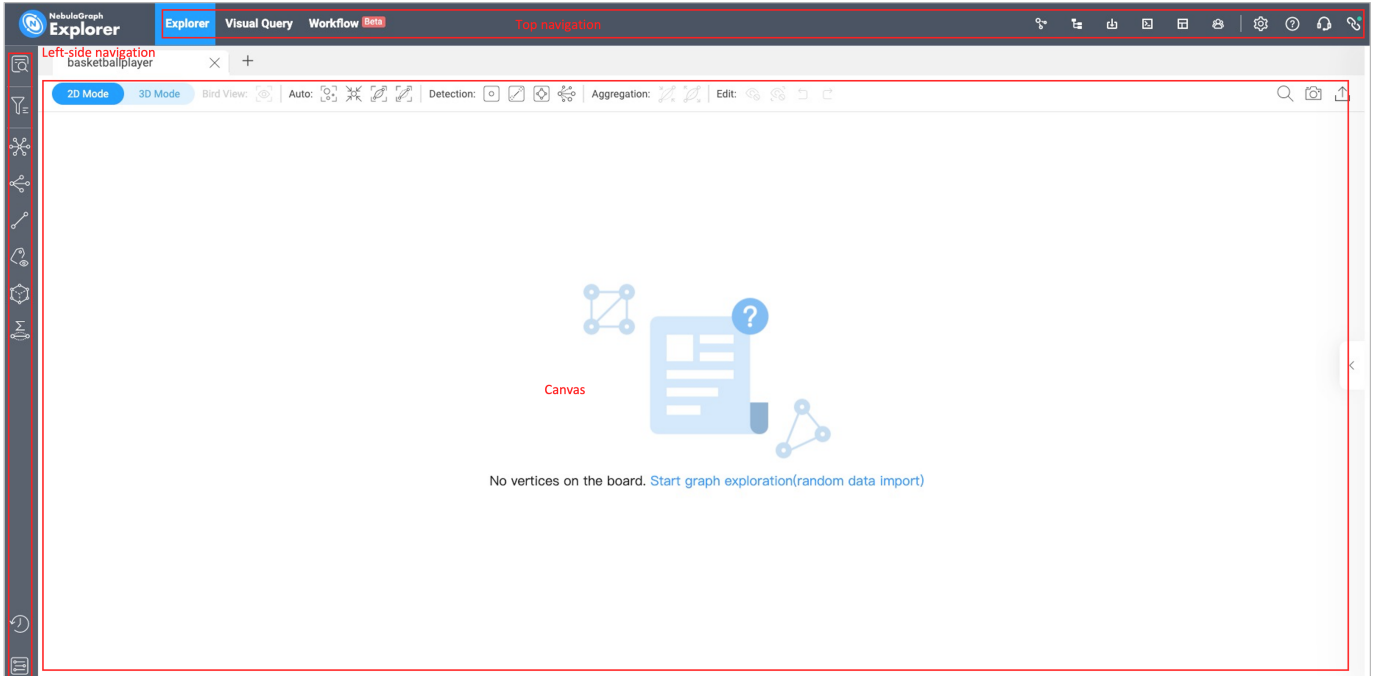 NebulaGraph
Explorer
Explorer Visual Query Workflow Beta Top navigation
Left-side navigation
basketballplayer
2D Mode 3D Mode Bird View: Auto: Detection: Aggregation: Edit:
Canvas
No vertices on the board. Start graph exploration(random data import)